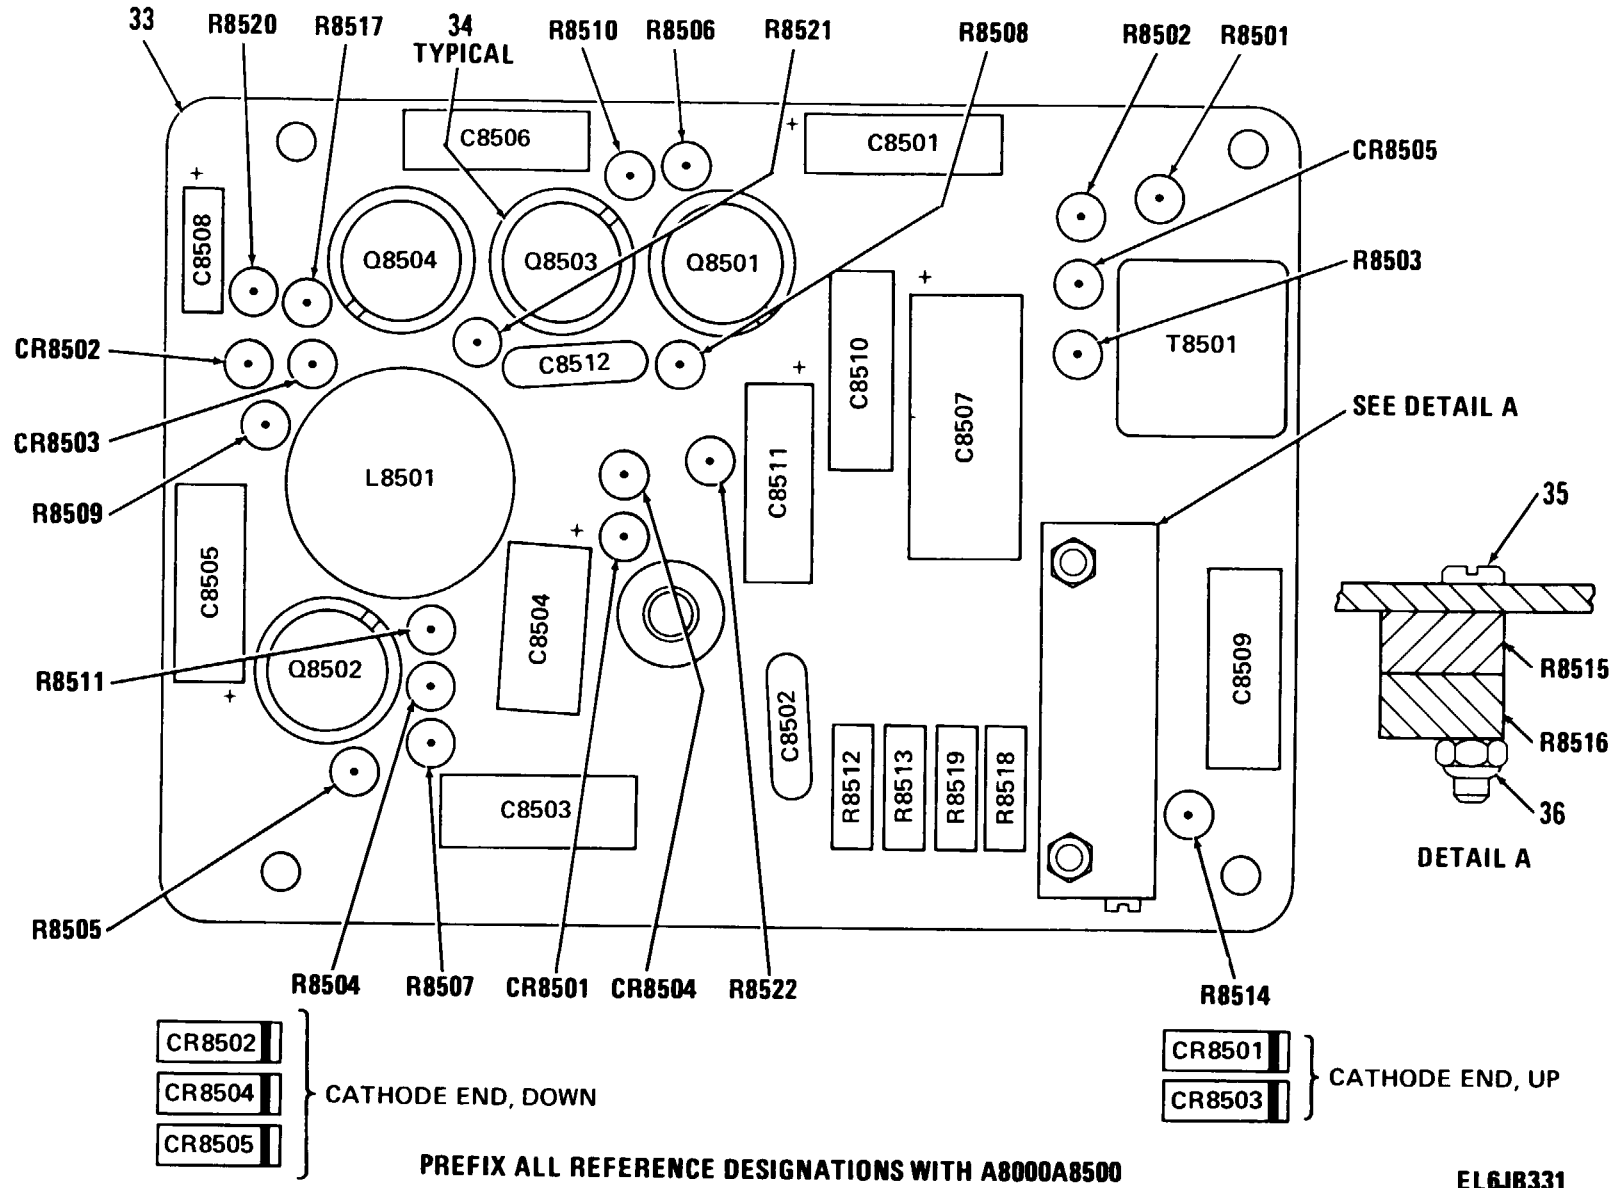 33
R8520
R8517
34
TYPICAL
R8510
R8506
R8521
R8508
R8502
R8501
C8506
+
C8501
CR8505
+
C8508
Q8504
Q8503
Q8501
+
R8503
CR8502
C8512
C8510
T8501
+
C8507
SEE DETAIL A
CR8503
L8501
C8511
R8509
+
35
C8505
C8504
R8515
R8511
Q8502
C8509
+
C8502
R8516
R8512
R8513
R8519
R8518
C8503
36
DETAIL A
R8505
R8504
R8507
CR8501
CR8504
R8522
R8514
CR8502
CR8504
CR8505
CATHODE END, DOWN
CR8501
CR8503
CATHODE END, UP
PREFIX ALL REFERENCE DESIGNATIONS WITH A8000A8500
EL6JB331